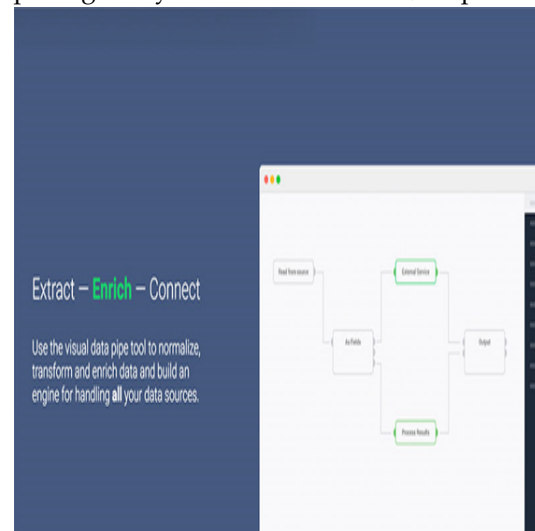 Extract – Enrich – Connect
Use the visual data pipe tool to normalize,
transform and enrich data and build an
engine for handling all your data sources.
Read from source
External Service
As Fields
Output
Process Results